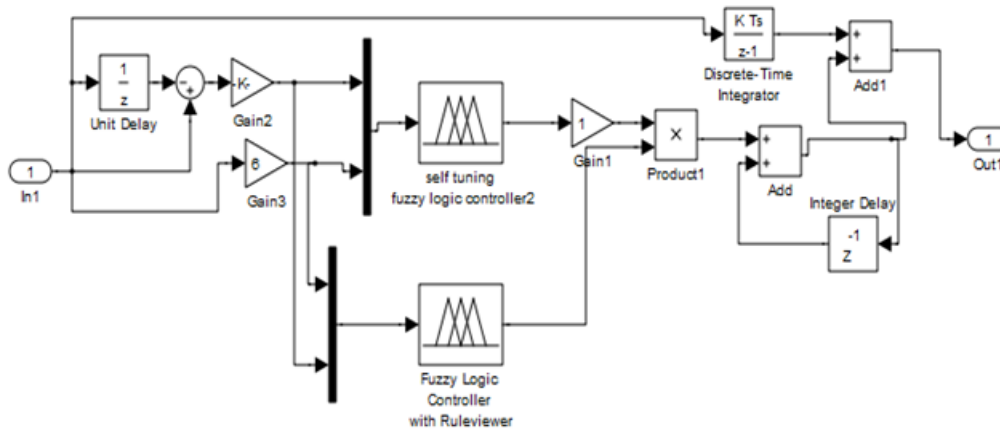 K Ts
z-1
Discrete-Time
Integrator
+
+
Add1
1
z
Unit Delay
-
+
-K-
Gain2
6
Gain3
1
In1
self tuning
fuzzy logic controller2
1
Gain1
×
Product1
+
+
Add
1
Out1
Integer Delay
-1
Z
Fuzzy Logic
Controller
with Ruleviewer